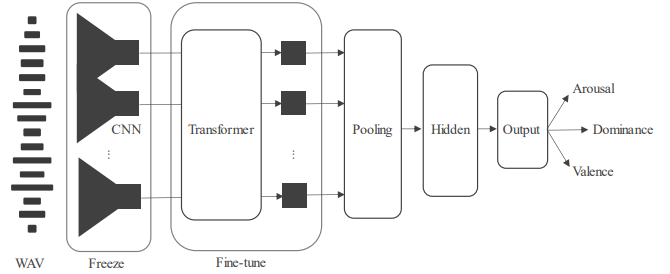 CNN
Transformer
Pooling
Hidden
Output
Arousal
Dominance
Valence
WAV
Freeze
Fine-tune